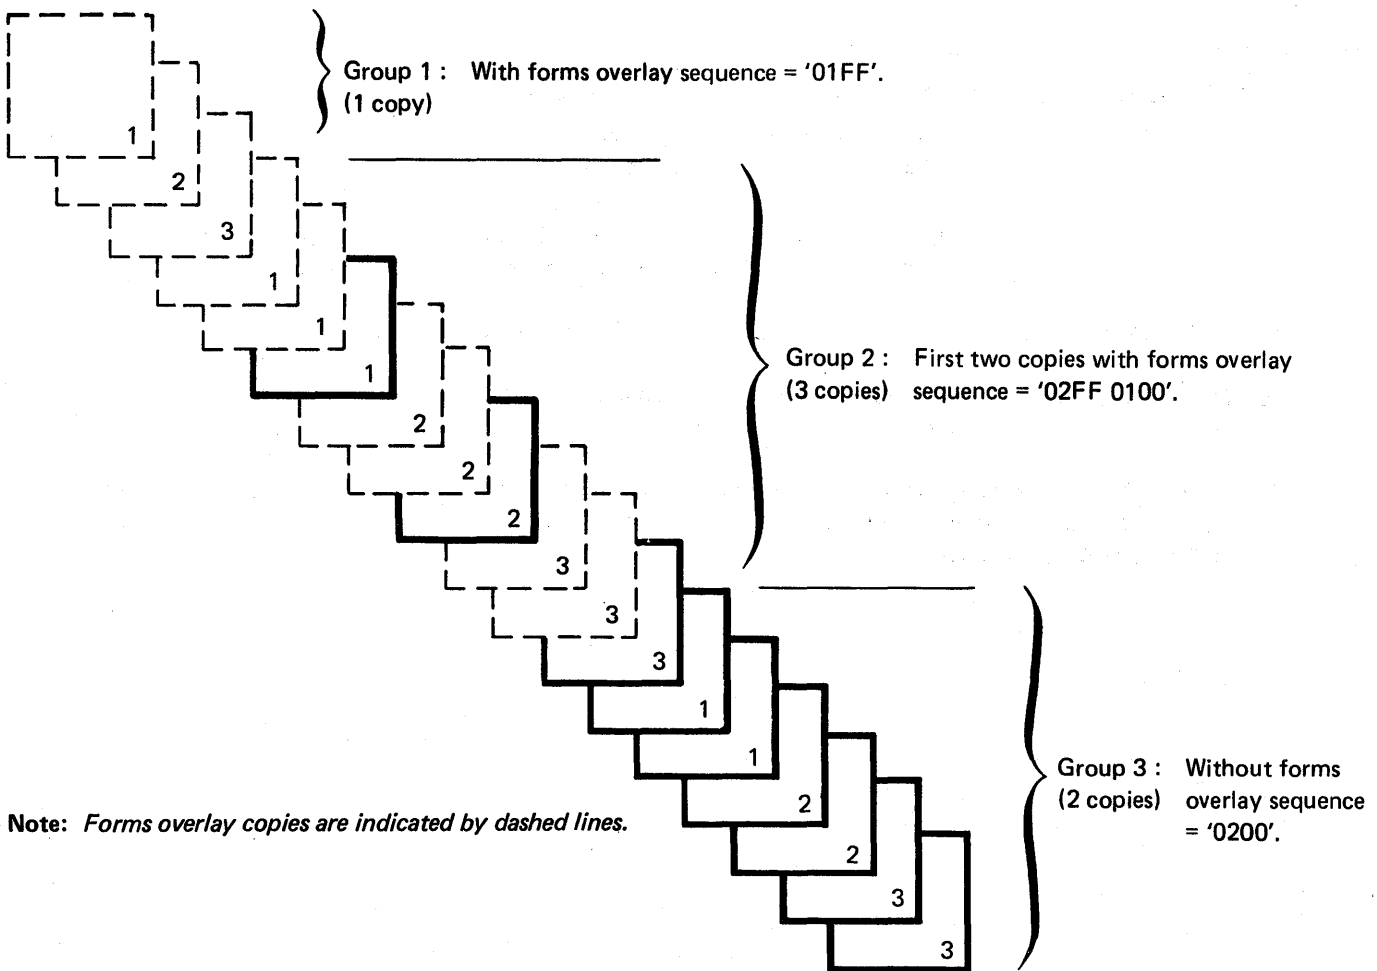 Group 1 : With forms overlay sequence = '01FF'.
(1 copy)
1
2
3
1
1
1
2
2
2
3
3
3
1
1
2
2
3
3
Group 2 : First two copies with forms overlay
(3 copies) sequence = '02FF 0100'.
Group 3 : Without forms
(2 copies) overlay sequence
= '0200'.
Note: Forms overlay copies are indicated by dashed lines.